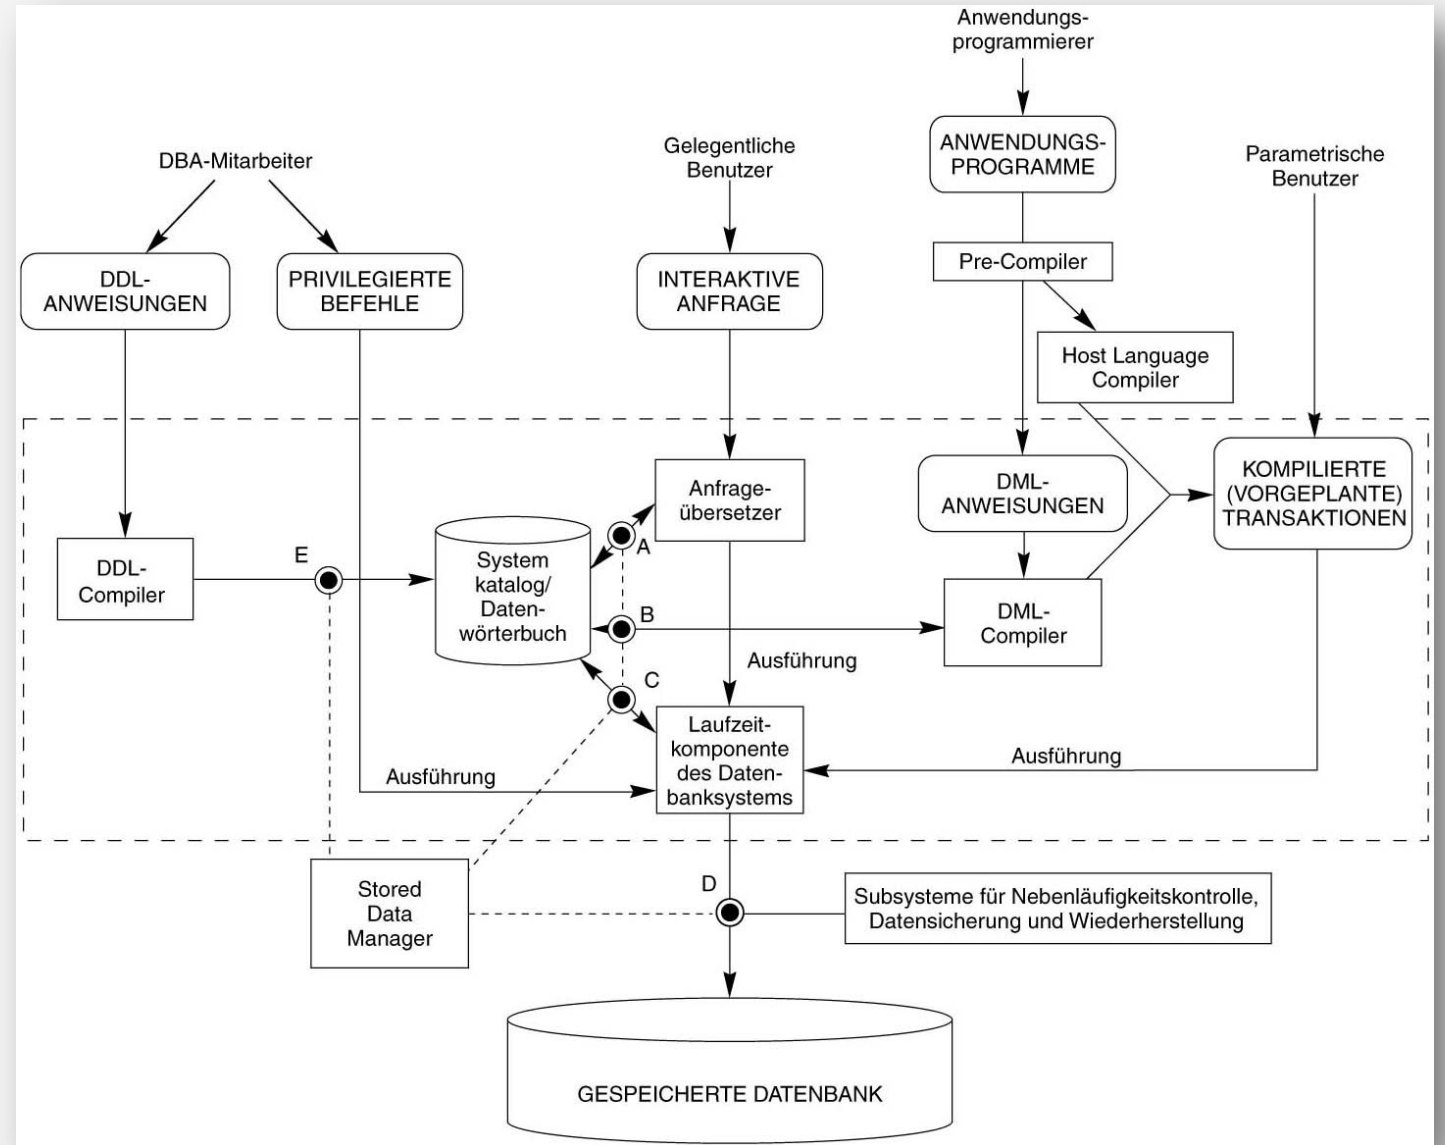 Anwendungs-
programmierer
DBA-Mitarbeiter
Gelegentliche
Benutzer
ANWENDUNGS-
PROGRAMME
Parametrische
Benutzer
DDL-
ANWEISUNGEN
PRIVILEGIERTE
BEFEHLE
INTERAKTIVE
ANFRAGE
Pre-Compiler
Host Language
Compiler
Anfrage-
übersetzer
DML-
ANWEISUNGEN
KOMPILIERTE
(VORGEPLANTE)
TRANSAKTIONEN
DDL-
Compiler
E
System
katalog/
Daten-
wörterbuch
A
B
C
DML-
Compiler
Ausführung
Laufzeit-
komponente
des Daten-
banksystems
Ausführung
Ausführung
Stored
Data
Manager
D
Subsysteme für Nebenläufigkeitskontrolle,
Datensicherung und Wiederherstellung
GESPEICHERTE DATENBANK